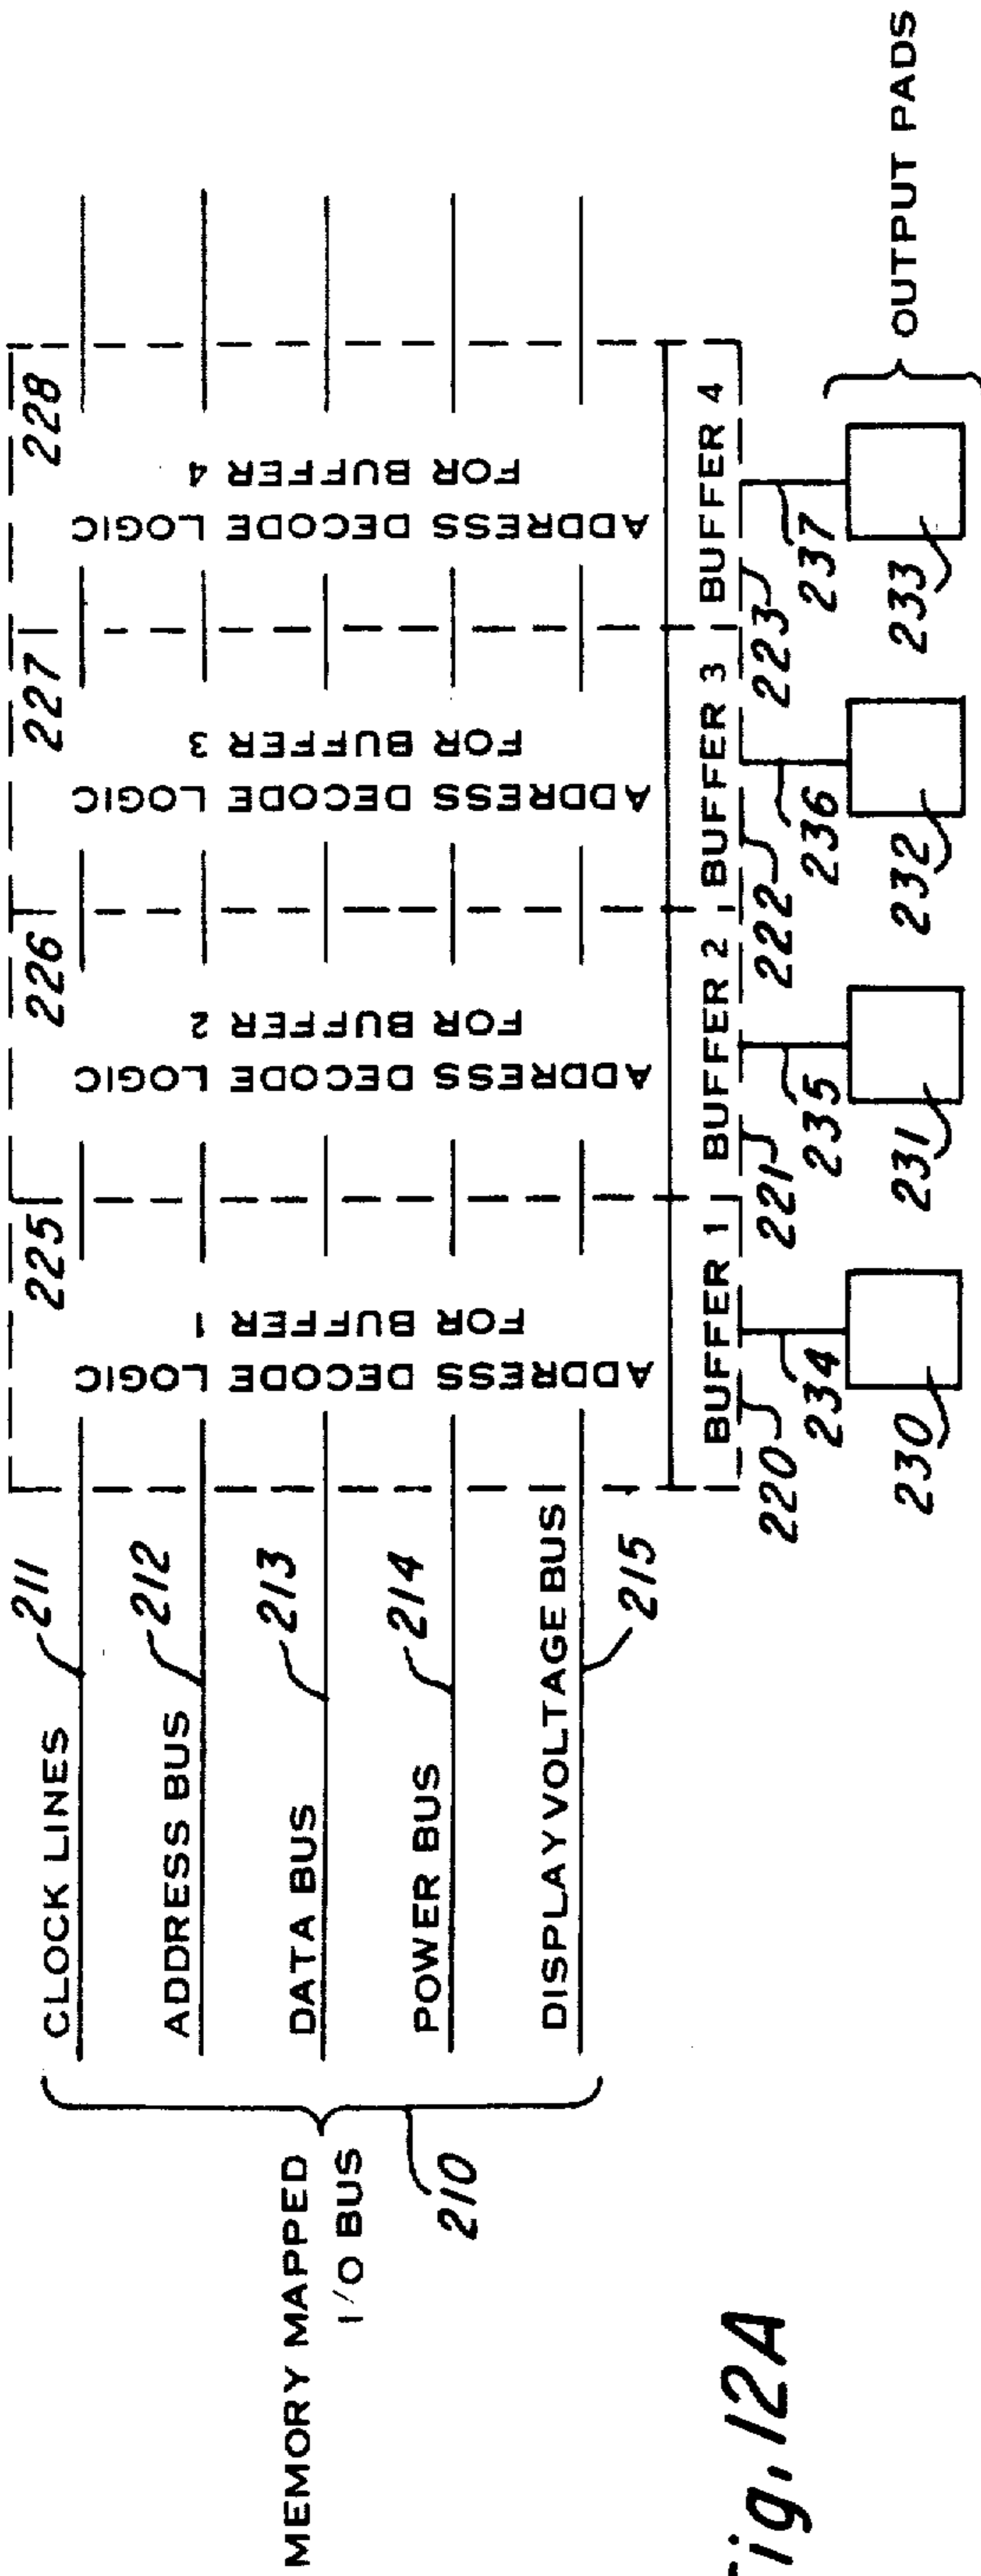 MEMORY MAPPED
I/O BUS
210
CLOCK LINES
211
ADDRESS BUS
212
DATA BUS
213
POWER BUS
214
DISPLAY VOLTAGE BUS
215
225
226
227
228
ADDRESS DECODE LOGIC
FOR BUFFER 1
ADDRESS DECODE LOGIC
FOR BUFFER 2
ADDRESS DECODE LOGIC
FOR BUFFER 3
ADDRESS DECODE LOGIC
FOR BUFFER 4
BUFFER 1
BUFFER 2
BUFFER 3
BUFFER 4
220
221
222
223
234
235
236
237
230
231
232
233
OUTPUT PADS
Fig. 12A